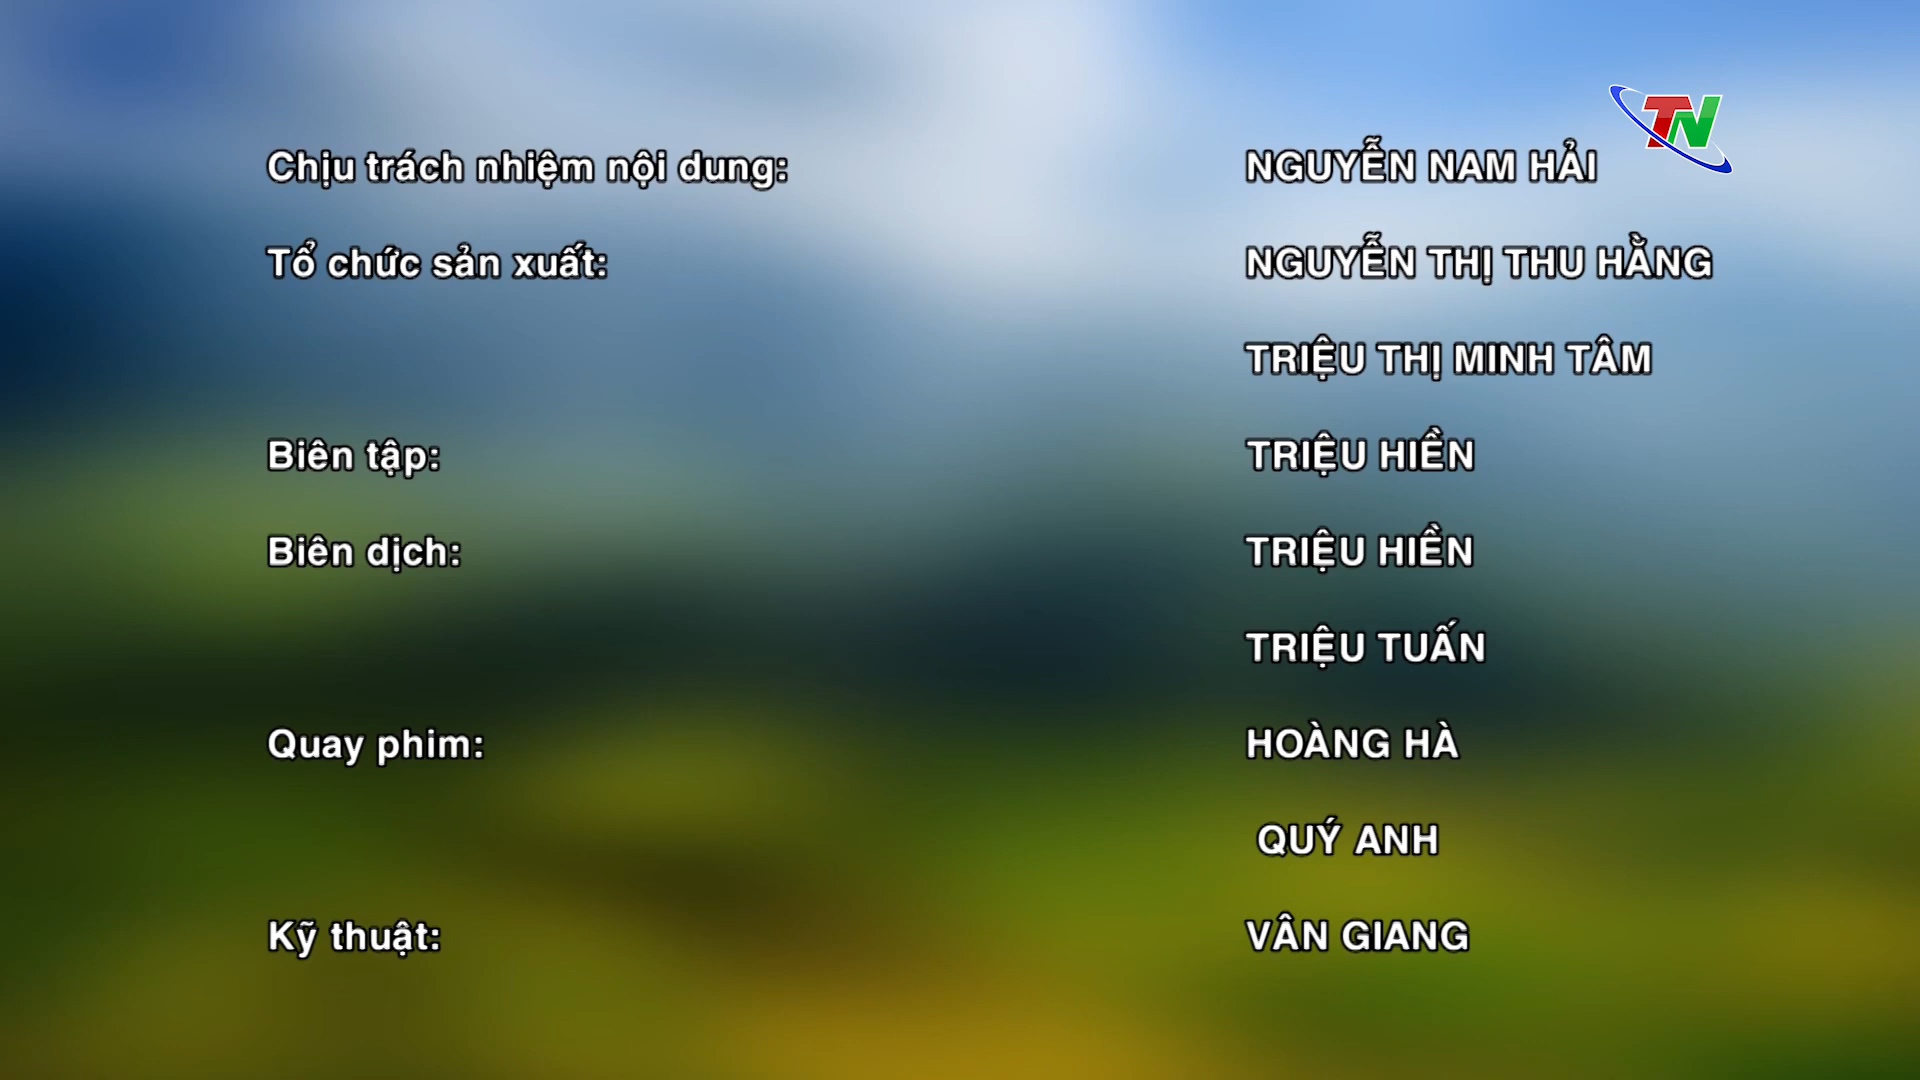 TN
Chịu trách nhiệm nội dung: NGUYỄN NAM HẢI
Tổ chức sản xuất: NGUYỄN THỊ THU HẰNG
TRIỆU THỊ MINH TÂM
Biên tập: TRIỆU HIỀN
Biên dịch: TRIỆU HIỀN
TRIỆU TUẤN
Quay phim: HOÀNG HÀ
QUÝ ANH
Kỹ thuật: VÂN GIANG